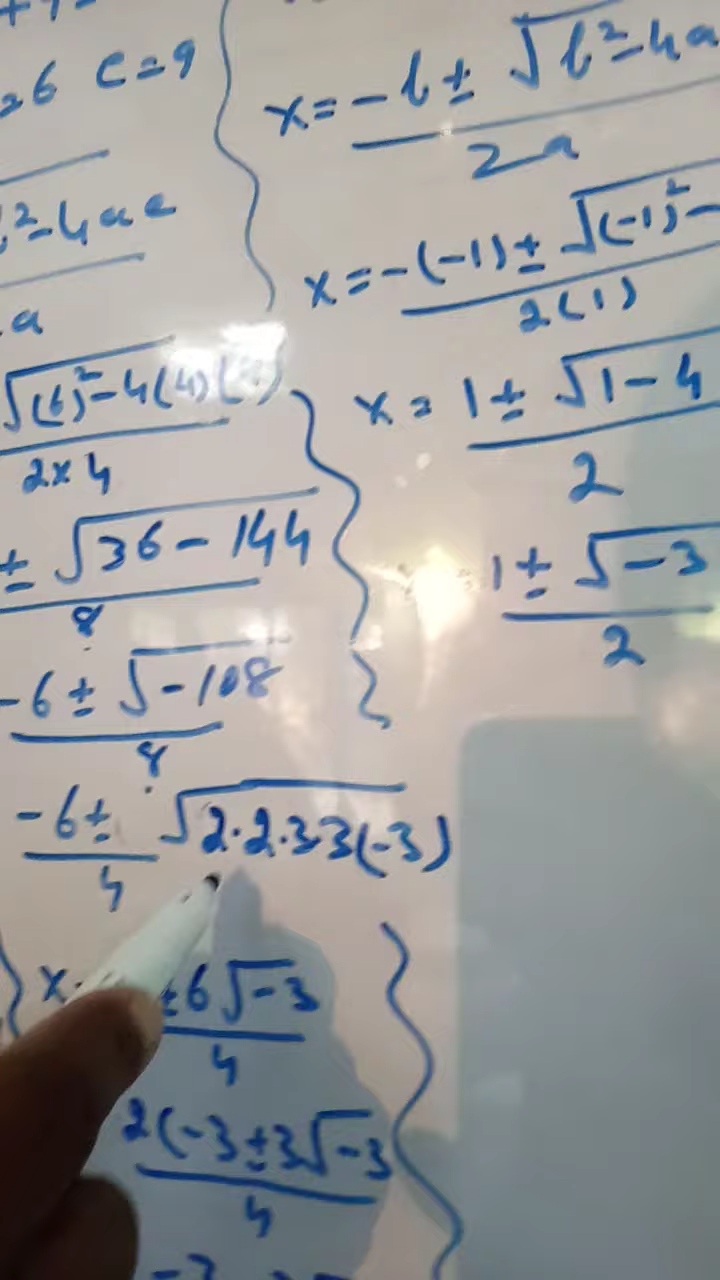 =6 c=9
b²-4ac
a
√(6)²-4(4)(
2×4
± √36-144
8
-6 ± √-108
8
-6 ± √2·2·3·3(-3)
4
x ±6√-3
4
2(-3±3√-3
4
-3
x = -b ± √b²-4a
2a
x = -(-1) ± √(-1)²-
2(1)
x = 1 ± √1-4
2
1 ± √-3
2